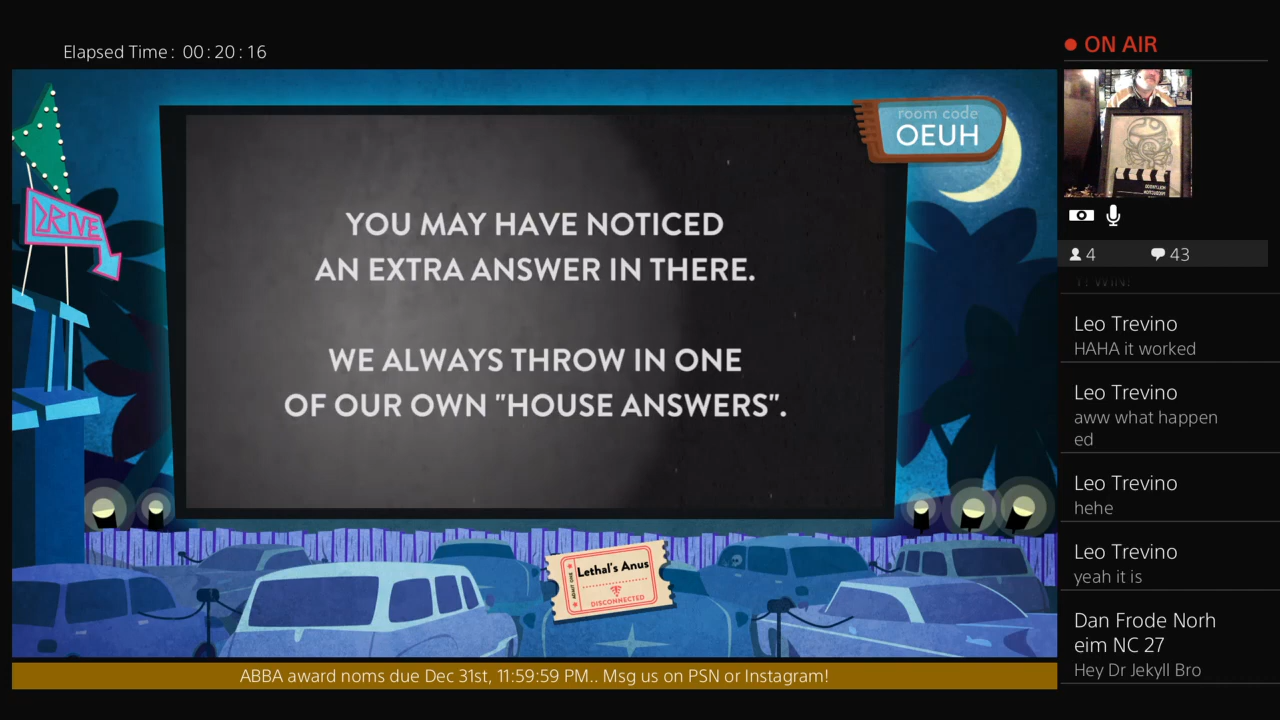 Elapsed Time: 00:20:16
ON AIR
room code
OEUH
DRIVE
YOU MAY HAVE NOTICED
AN EXTRA ANSWER IN THERE.
WE ALWAYS THROW IN ONE
OF OUR OWN "HOUSE ANSWERS".
ADMIT ONE
Lethal's Anus
DISCONNECTED
ABBA award noms due Dec 31st, 11:59:59 PM.. Msg us on PSN or Instagram!
4
43
Leo Trevino
HAHA it worked
Leo Trevino
aww what happen
ed
Leo Trevino
hehe
Leo Trevino
yeah it is
Dan Frode Norh
eim NC 27
Hey Dr Jekyll Bro